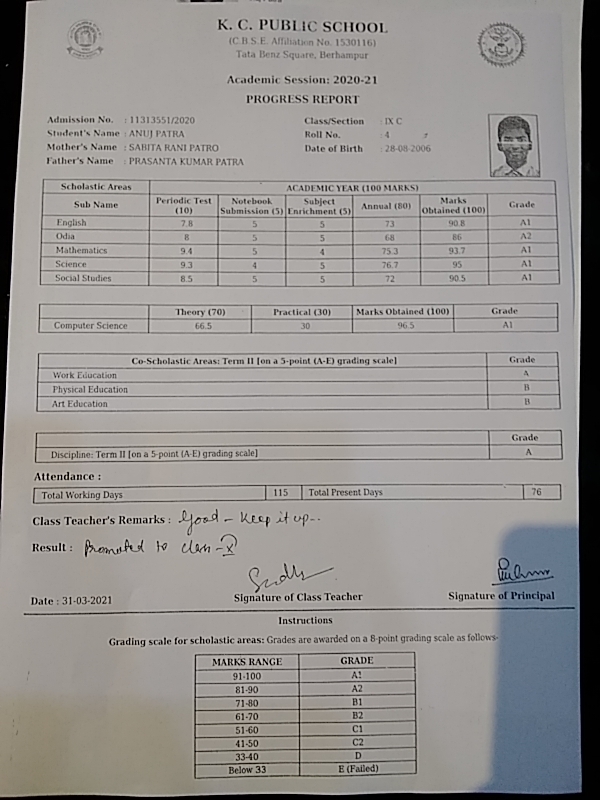 K. C. PUBLIC SCHOOL
(C.B.S.E. Affiliation No. 1530116)
Tata Benz Square, Berhampur
Academic Session: 2020-21
PROGRESS REPORT
Admission No. : 11313551/2020 Class/Section : IX C
Student's Name : ANUJ PATRA Roll No. 4
Mother's Name : SABITA RANI PATRO Date of Birth : 28-08-2006
Father's Name : PRASANTA KUMAR PATRA
Scholastic Areas ACADEMIC YEAR (100 MARKS)
Sub Name Periodic Test (10) Notebook Submission (5) Subject Enrichment (5) Annual (80) Marks Obtained (100) Grade
English 7.8 5 5 73 90.8 A1
Odia 8 5 5 68 86 A2
Mathematics 9.4 5 4 75.3 93.7 A1
Science 9.3 4 5 76.7 95 A1
Social Studies 8.5 5 5 72 90.5 A1
Theory (70) Practical (30) Marks Obtained (100) Grade
Computer Science 66.5 30 96.5 A1
Co-Scholastic Areas: Term II [on a 5-point (A-E) grading scale] Grade
Work Education A
Physical Education B
Art Education B
Grade
Discipline: Term II [on a 5-point (A-E) grading scale] A
Attendance :
Total Working Days 115 Total Present Days 76
Class Teacher's Remarks : Good - Keep it up..
Result : Promoted to class - X
Date : 31-03-2021 Signature of Class Teacher Signature of Principal
Instructions
Grading scale for scholastic areas: Grades are awarded on a 8-point grading scale as follows-
MARKS RANGE GRADE
91-100 A1
81-90 A2
71-80 B1
61-70 B2
51-60 C1
41-50 C2
33-40 D
Below 33 E (Failed)